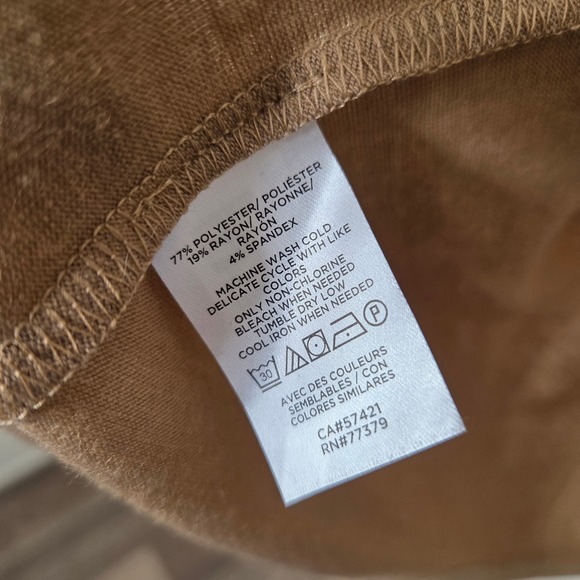 77% POLYESTER/ POLIÉSTER
19% RAYON/ RAYONNE/
RAYÓN
4% SPANDEX
MACHINE WASH COLD
DELICATE CYCLE WITH LIKE
COLORS
ONLY NON-CHLORINE
BLEACH WHEN NEEDED
TUMBLE DRY LOW
COOL IRON WHEN NEEDED
30 P
AVEC DES COULEURS
SEMBLABLES / CON
COLORES SIMILARES
CA#57421
RN#77379